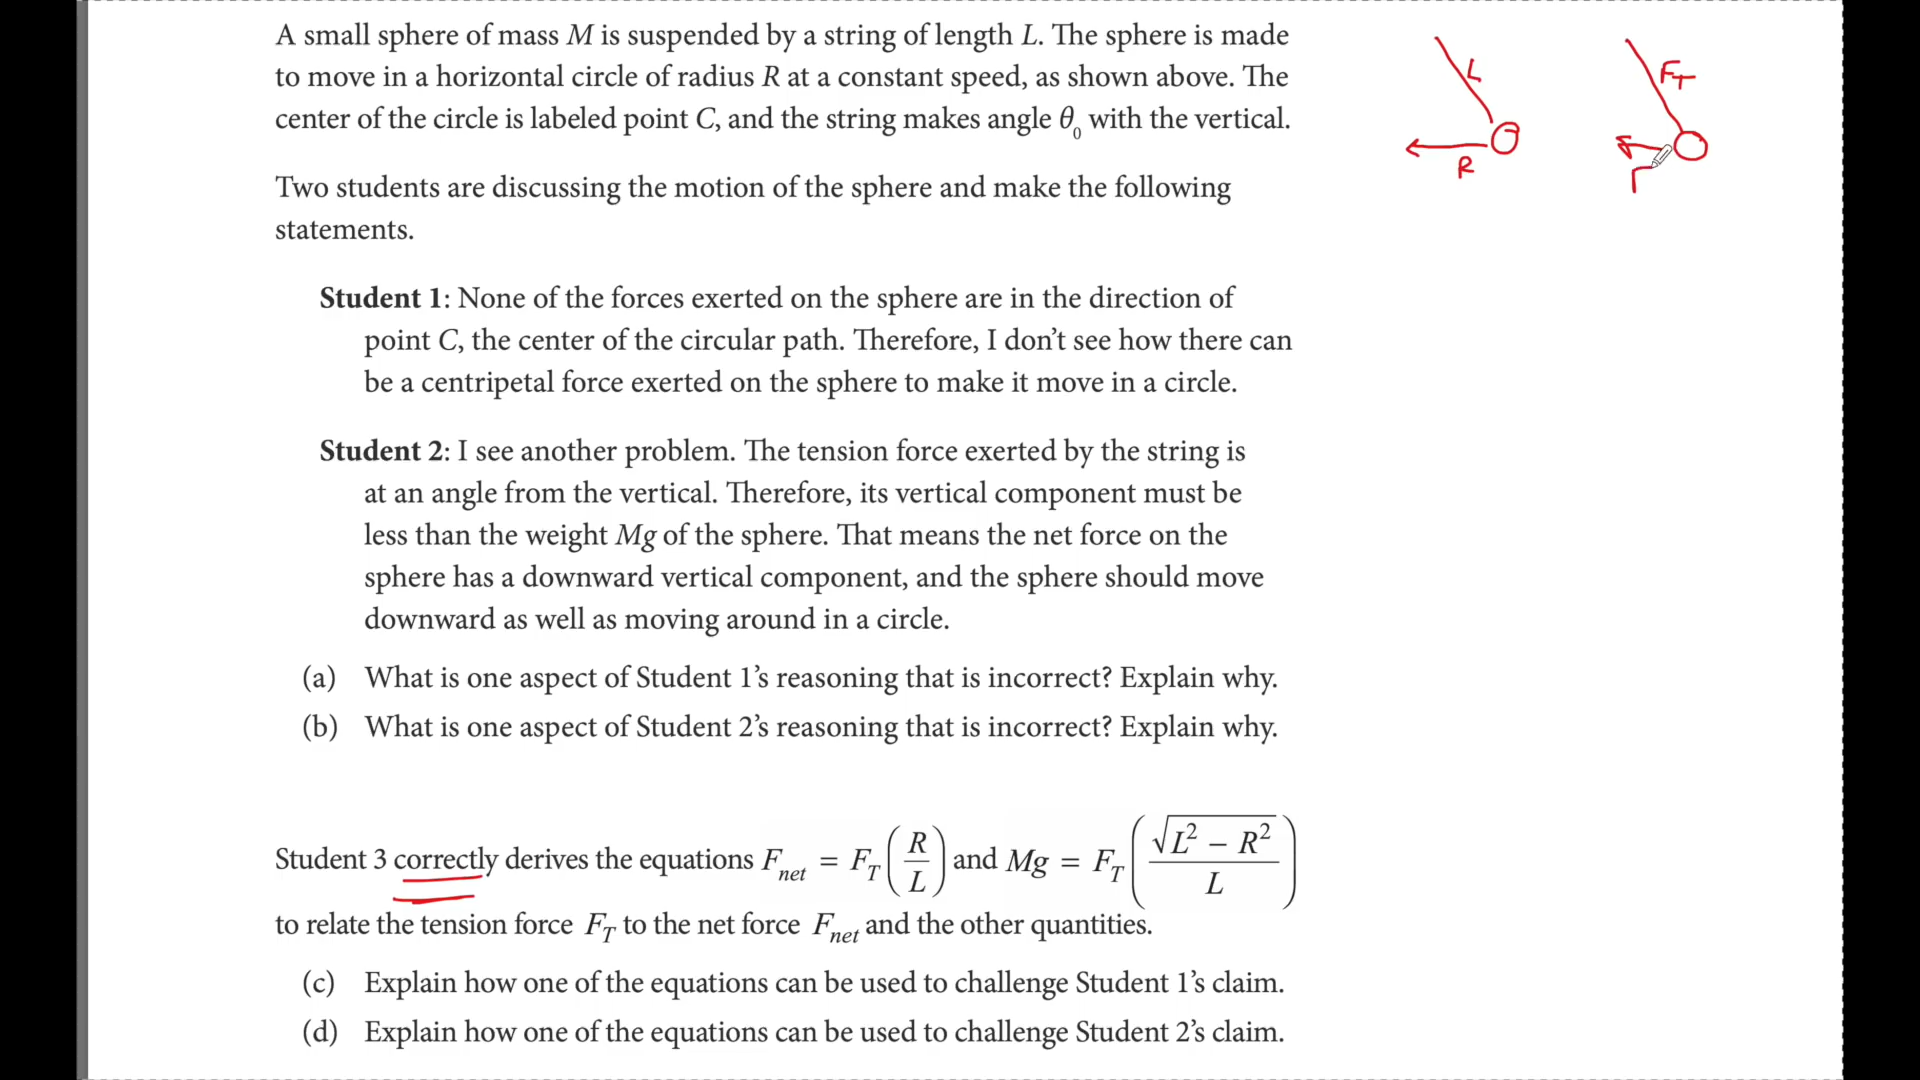 A small sphere of mass M is suspended by a string of length L. The sphere is made
to move in a horizontal circle of radius R at a constant speed, as shown above. The
center of the circle is labeled point C, and the string makes angle θ₀ with the vertical.
L
R
F_T
Two students are discussing the motion of the sphere and make the following
statements.
Student 1: None of the forces exerted on the sphere are in the direction of
point C, the center of the circular path. Therefore, I don’t see how there can
be a centripetal force exerted on the sphere to make it move in a circle.
Student 2: I see another problem. The tension force exerted by the string is
at an angle from the vertical. Therefore, its vertical component must be
less than the weight Mg of the sphere. That means the net force on the
sphere has a downward vertical component, and the sphere should move
downward as well as moving around in a circle.
(a) What is one aspect of Student 1’s reasoning that is incorrect? Explain why.
(b) What is one aspect of Student 2’s reasoning that is incorrect? Explain why.
Student 3 correctly derives the equations F_net = F_T (R/L) and Mg = F_T (√(L² − R²)/L)
to relate the tension force F_T to the net force F_net and the other quantities.
(c) Explain how one of the equations can be used to challenge Student 1’s claim.
(d) Explain how one of the equations can be used to challenge Student 2’s claim.